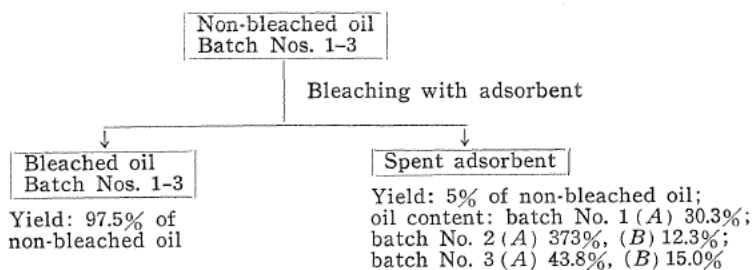 Non-bleached oil
Batch Nos. 1–3
Bleaching with adsorbent
Bleached oil
Batch Nos. 1–3
Yield: 97.5% of
non-bleached oil
Spent adsorbent
Yield: 5% of non-bleached oil;
oil content: batch No. 1 (A) 30.3%;
batch No. 2 (A) 373%, (B) 12.3%;
batch No. 3 (A) 43.8%, (B) 15.0%